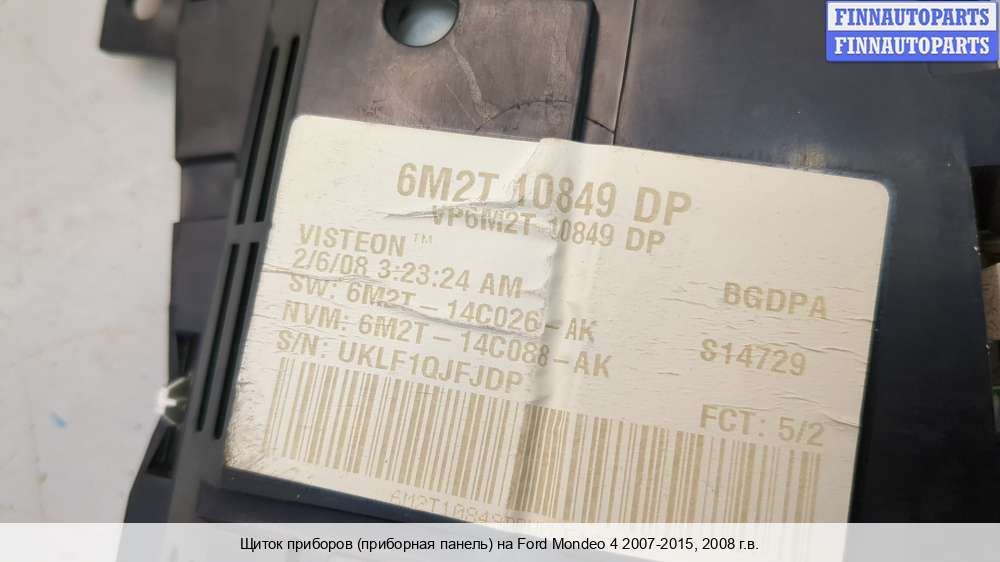 FINNAUTOPARTS
FINNAUTOPARTS
6M2T 10849 DP
VP6M2T 10849 DP
VISTEON™
2/6/08 3:23:24 AM
BGDPA
SW: 6M2T-14C026-AK
NVM: 6M2T-14C088-AK
S14729
S/N: UKLF1QJFJDP
FCT: 5/2
Щиток приборов (приборная панель) на Ford Mondeo 4 2007-2015, 2008 г.в.